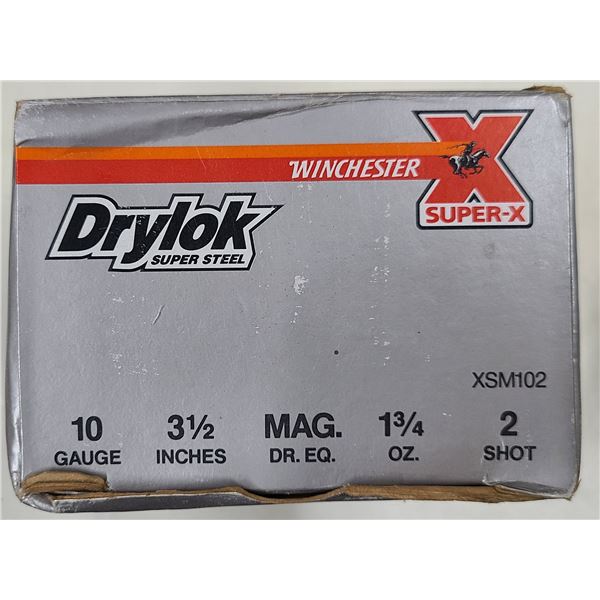 WINCHESTER
X
SUPER-X
Drylok
SUPER STEEL
XSM102
10 3½ MAG. 1¾ 2
GAUGE INCHES DR. EQ. OZ. SHOT